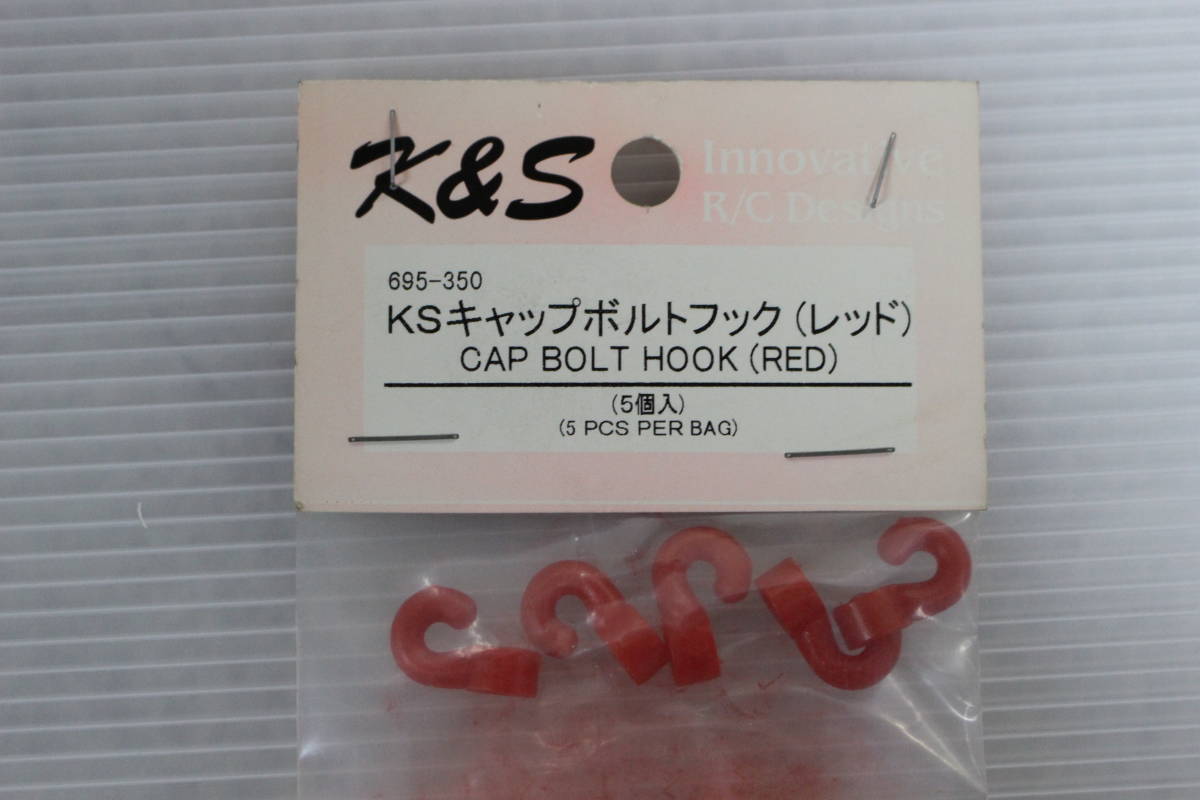 K&S
Innovative
R/C Designs
695-350
KSキャップボルトフック(レッド)
CAP BOLT HOOK (RED)
(5個入)
(5 PCS PER BAG)